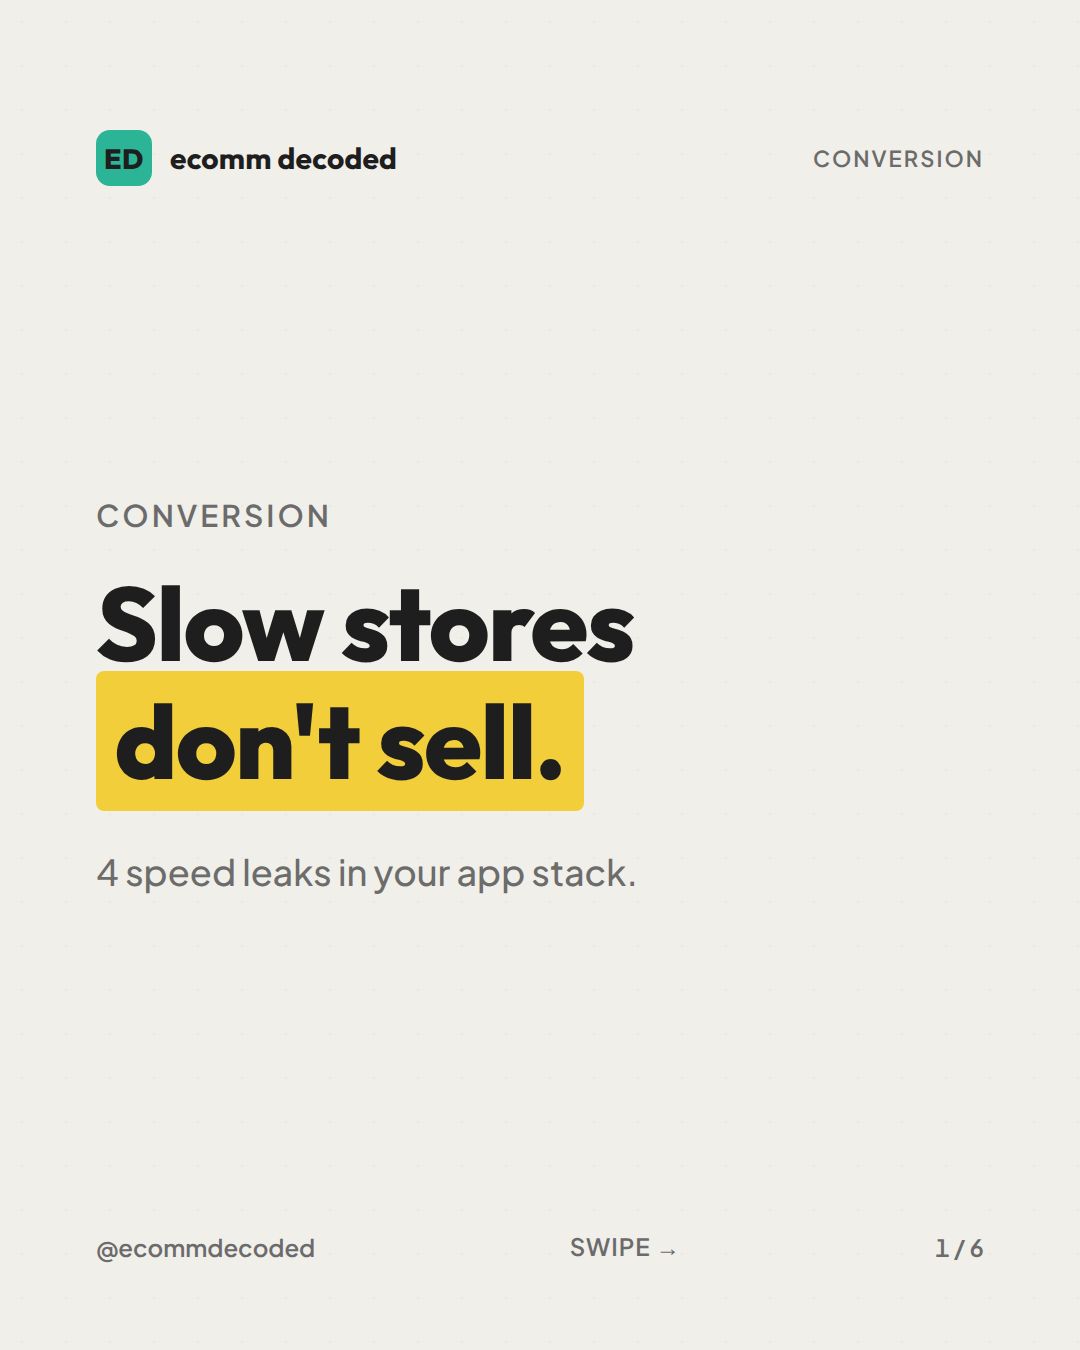 ED ecomm decoded
CONVERSION
CONVERSION
Slow stores
don't sell.
4 speed leaks in your app stack.
@ecommdecoded
SWIPE →
1/6